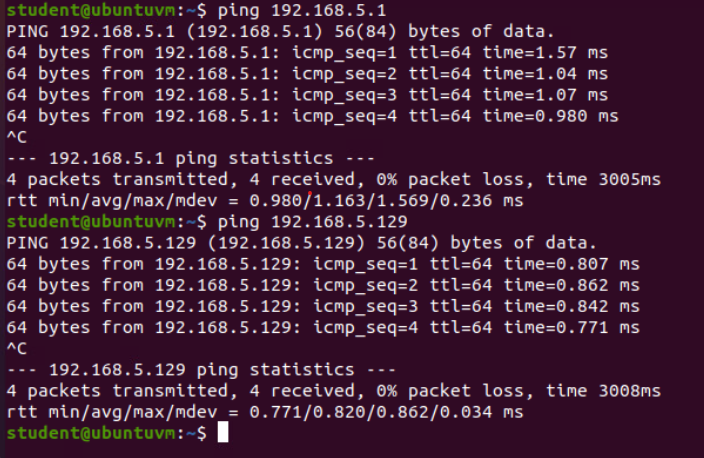 student@ubuntuvm:~$ ping 192.168.5.1
PING 192.168.5.1 (192.168.5.1) 56(84) bytes of data.
64 bytes from 192.168.5.1: icmp_seq=1 ttl=64 time=1.57 ms
64 bytes from 192.168.5.1: icmp_seq=2 ttl=64 time=1.04 ms
64 bytes from 192.168.5.1: icmp_seq=3 ttl=64 time=1.07 ms
64 bytes from 192.168.5.1: icmp_seq=4 ttl=64 time=0.980 ms
^C
--- 192.168.5.1 ping statistics ---
4 packets transmitted, 4 received, 0% packet loss, time 3005ms
rtt min/avg/max/mdev = 0.980/1.163/1.569/0.236 ms
student@ubuntuvm:~$ ping 192.168.5.129
PING 192.168.5.129 (192.168.5.129) 56(84) bytes of data.
64 bytes from 192.168.5.129: icmp_seq=1 ttl=64 time=0.807 ms
64 bytes from 192.168.5.129: icmp_seq=2 ttl=64 time=0.862 ms
64 bytes from 192.168.5.129: icmp_seq=3 ttl=64 time=0.842 ms
64 bytes from 192.168.5.129: icmp_seq=4 ttl=64 time=0.771 ms
^C
--- 192.168.5.129 ping statistics ---
4 packets transmitted, 4 received, 0% packet loss, time 3008ms
rtt min/avg/max/mdev = 0.771/0.820/0.862/0.034 ms
student@ubuntuvm:~$